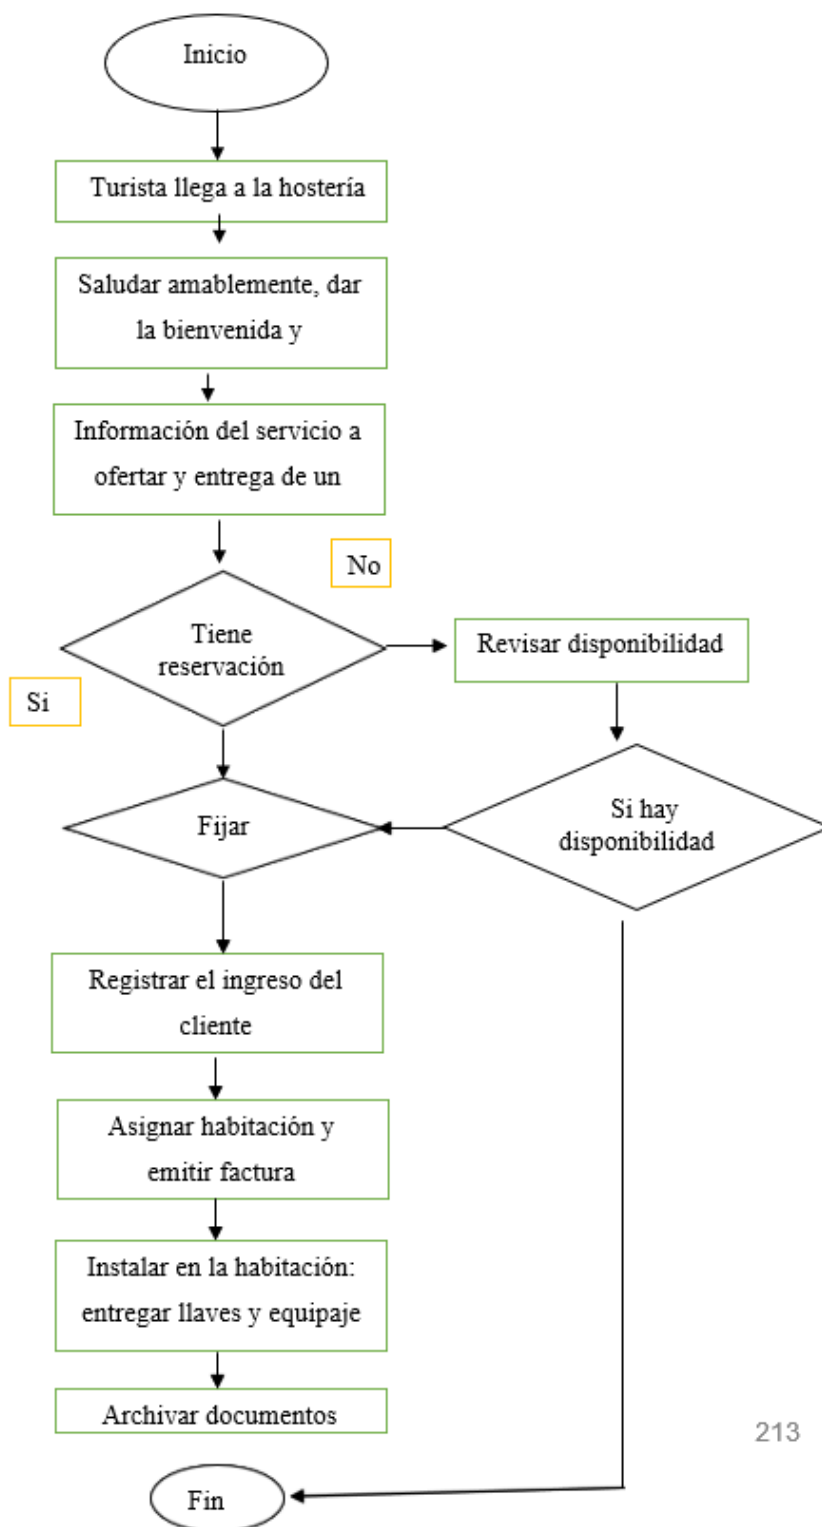 Inicio
Turista llega a la hostería
Saludar amablemente, dar
la bienvenida y
Información del servicio a
ofertar y entrega de un
No
Tiene
reservación
Revisar disponibilidad
Si
Fijar
Si hay
disponibilidad
Registrar el ingreso del
cliente
Asignar habitación y
emitir factura
Instalar en la habitación:
entregar llaves y equipaje
Archivar documentos
213
Fin